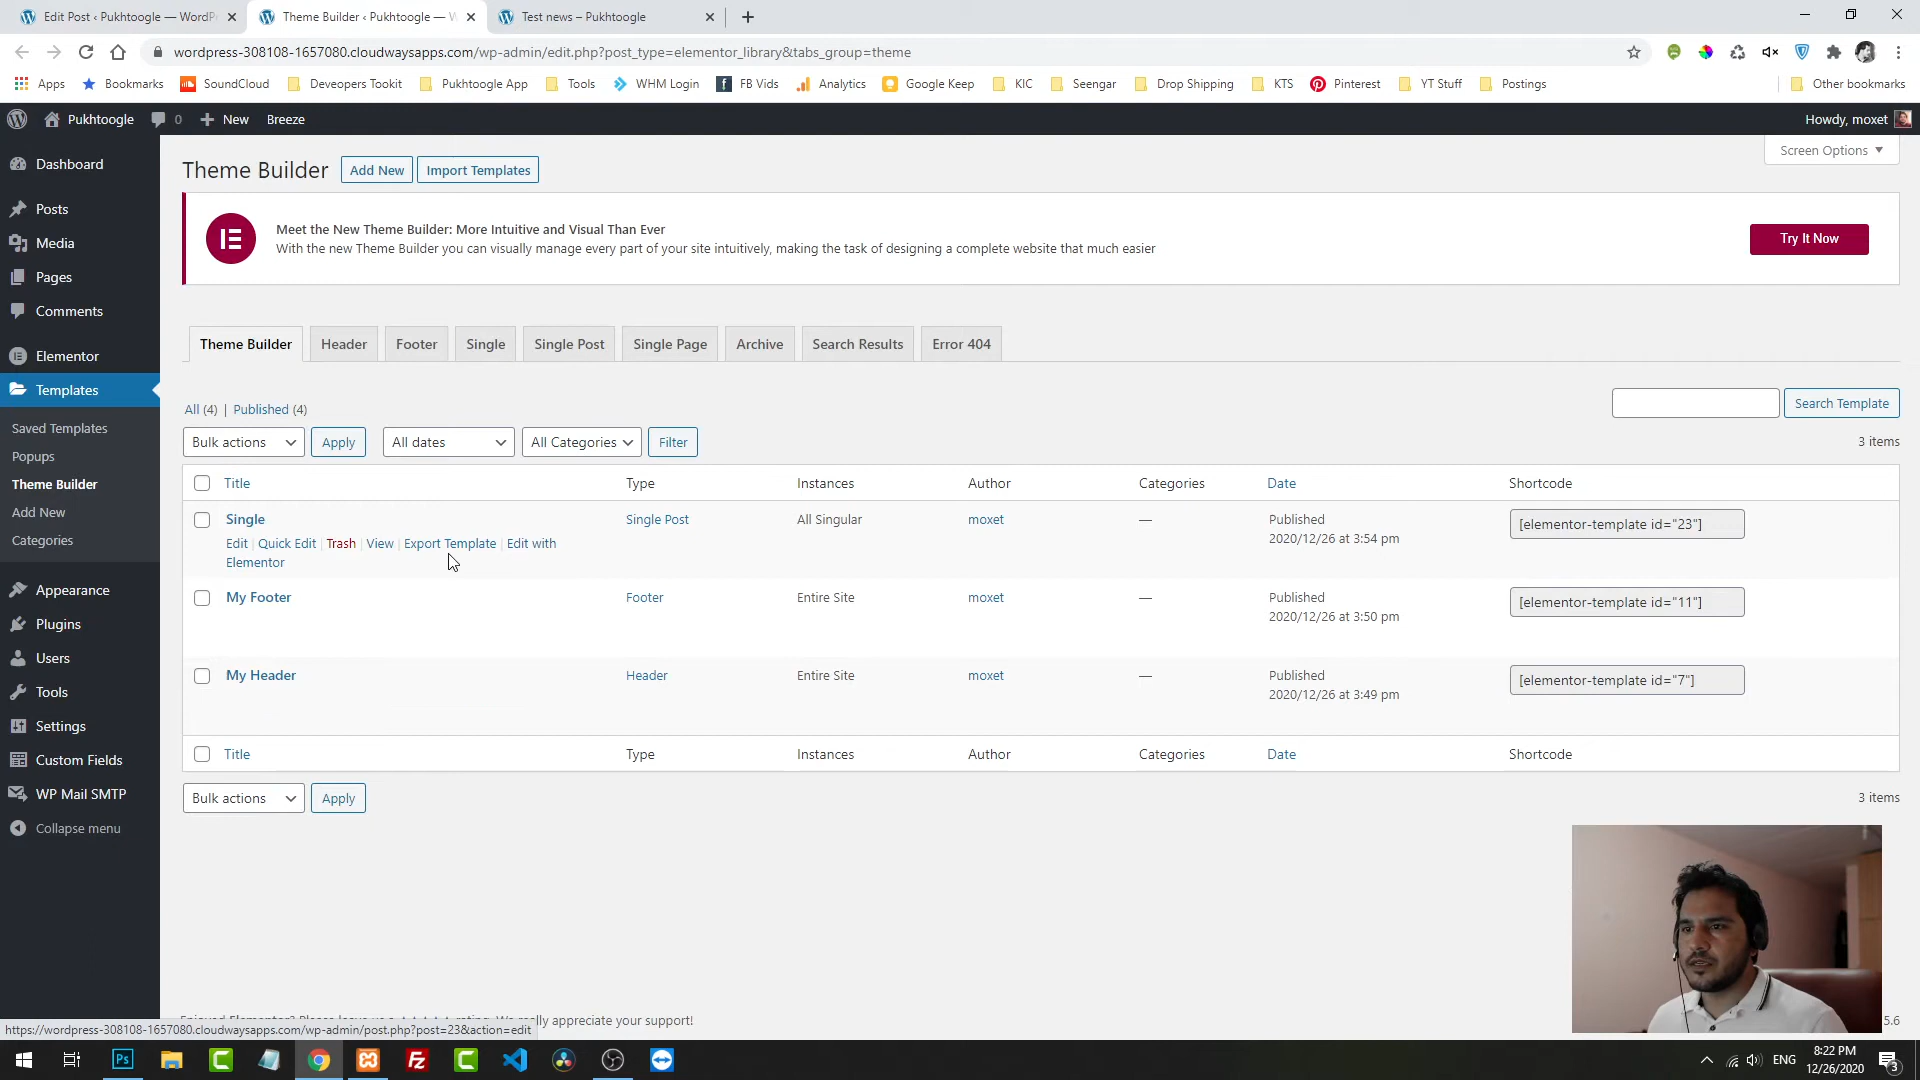 Edit Post ‹ Pukhtoogle — WordP
Theme Builder ‹ Pukhtoogle — W
Test news – Pukhtoogle
wordpress-308108-1657080.cloudwaysapps.com/wp-admin/edit.php?post_type=elementor_library&tabs_group=theme
Apps Bookmarks SoundCloud Deveopers Tookit Pukhtoogle App Tools WHM Login FB Vids Analytics Google Keep KIC Seengar Drop Shipping KTS Pinterest YT Stuff Postings Other bookmarks
Pukhtoogle 0 New Breeze Howdy, moxet
Screen Options
Dashboard
Posts
Media
Pages
Comments
Elementor
Templates
Saved Templates
Popups
Theme Builder
Add New
Categories
Appearance
Plugins
Users
Tools
Settings
Custom Fields
WP Mail SMTP
Collapse menu
Theme Builder Add New Import Templates
Meet the New Theme Builder: More Intuitive and Visual Than Ever
With the new Theme Builder you can visually manage every part of your site intuitively, making the task of designing a complete website that much easier
Try It Now
Theme Builder Header Footer Single Single Post Single Page Archive Search Results Error 404
All (4) | Published (4)
Search Template
Bulk actions Apply All dates All Categories Filter 3 items
Title Type Instances Author Categories Date Shortcode
Single Single Post All Singular moxet — Published [elementor-template id="23"]
2020/12/26 at 3:54 pm
Edit | Quick Edit | Trash | View | Export Template | Edit with
Elementor
My Footer Footer Entire Site moxet — Published [elementor-template id="11"]
2020/12/26 at 3:50 pm
My Header Header Entire Site moxet — Published [elementor-template id="7"]
2020/12/26 at 3:49 pm
Title Type Instances Author Categories Date Shortcode
Bulk actions Apply 3 items
really appreciate your support!
5.6
https://wordpress-308108-1657080.cloudwaysapps.com/wp-admin/post.php?post=23&action=edit
Ps
Fz
ENG
8:22 PM
12/26/2020
3